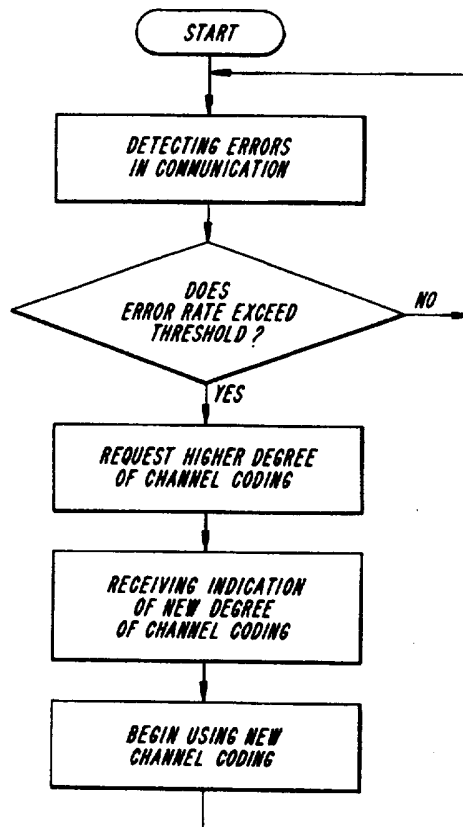 START
DETECTING ERRORS
IN COMMUNICATION
DOES
ERROR RATE EXCEED
THRESHOLD?
NO
YES
REQUEST HIGHER DEGREE
OF CHANNEL CODING
RECEIVING INDICATION
OF NEW DEGREE
OF CHANNEL CODING
BEGIN USING NEW
CHANNEL CODING